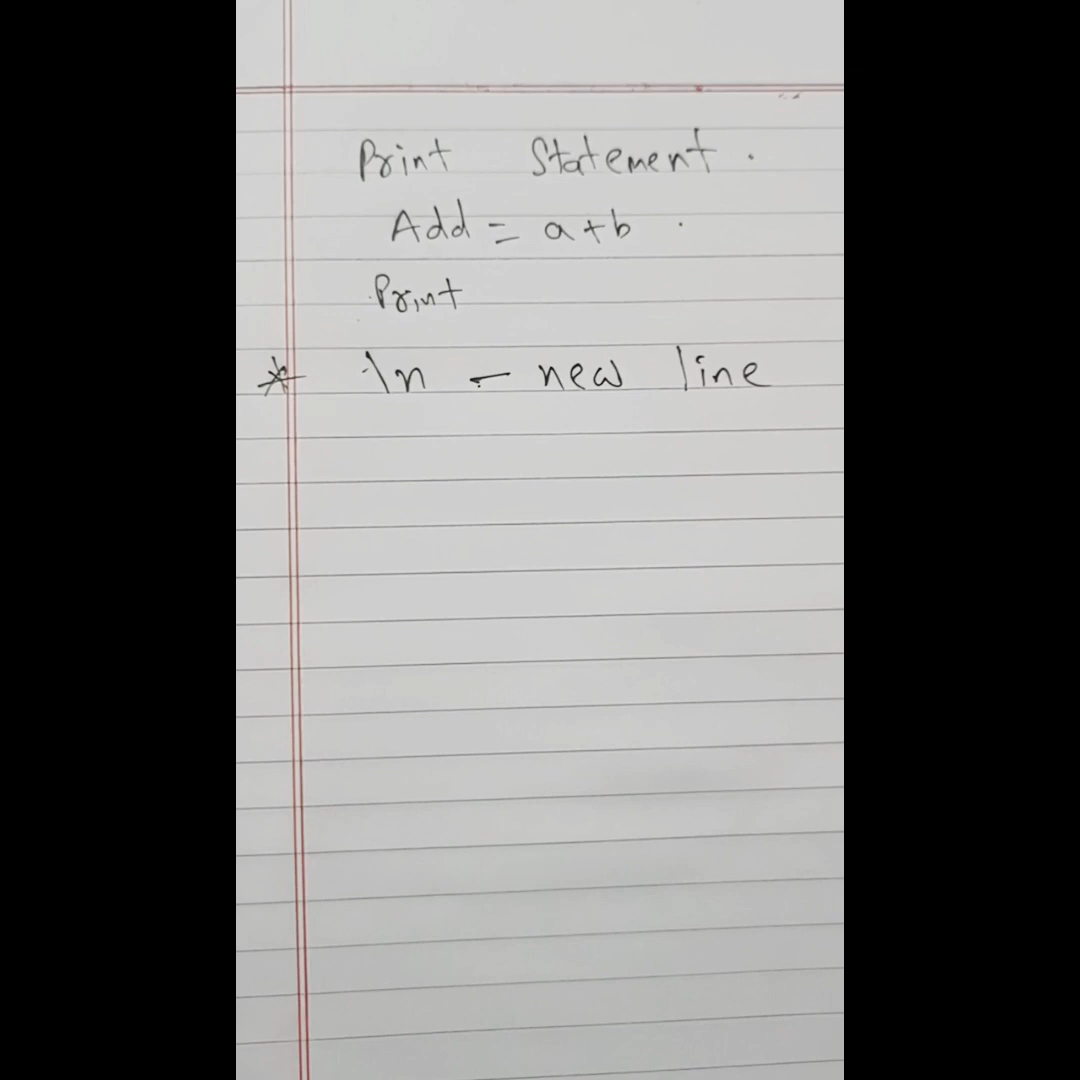 Print Statement .
Add = a+b .
Print
* \n - new line